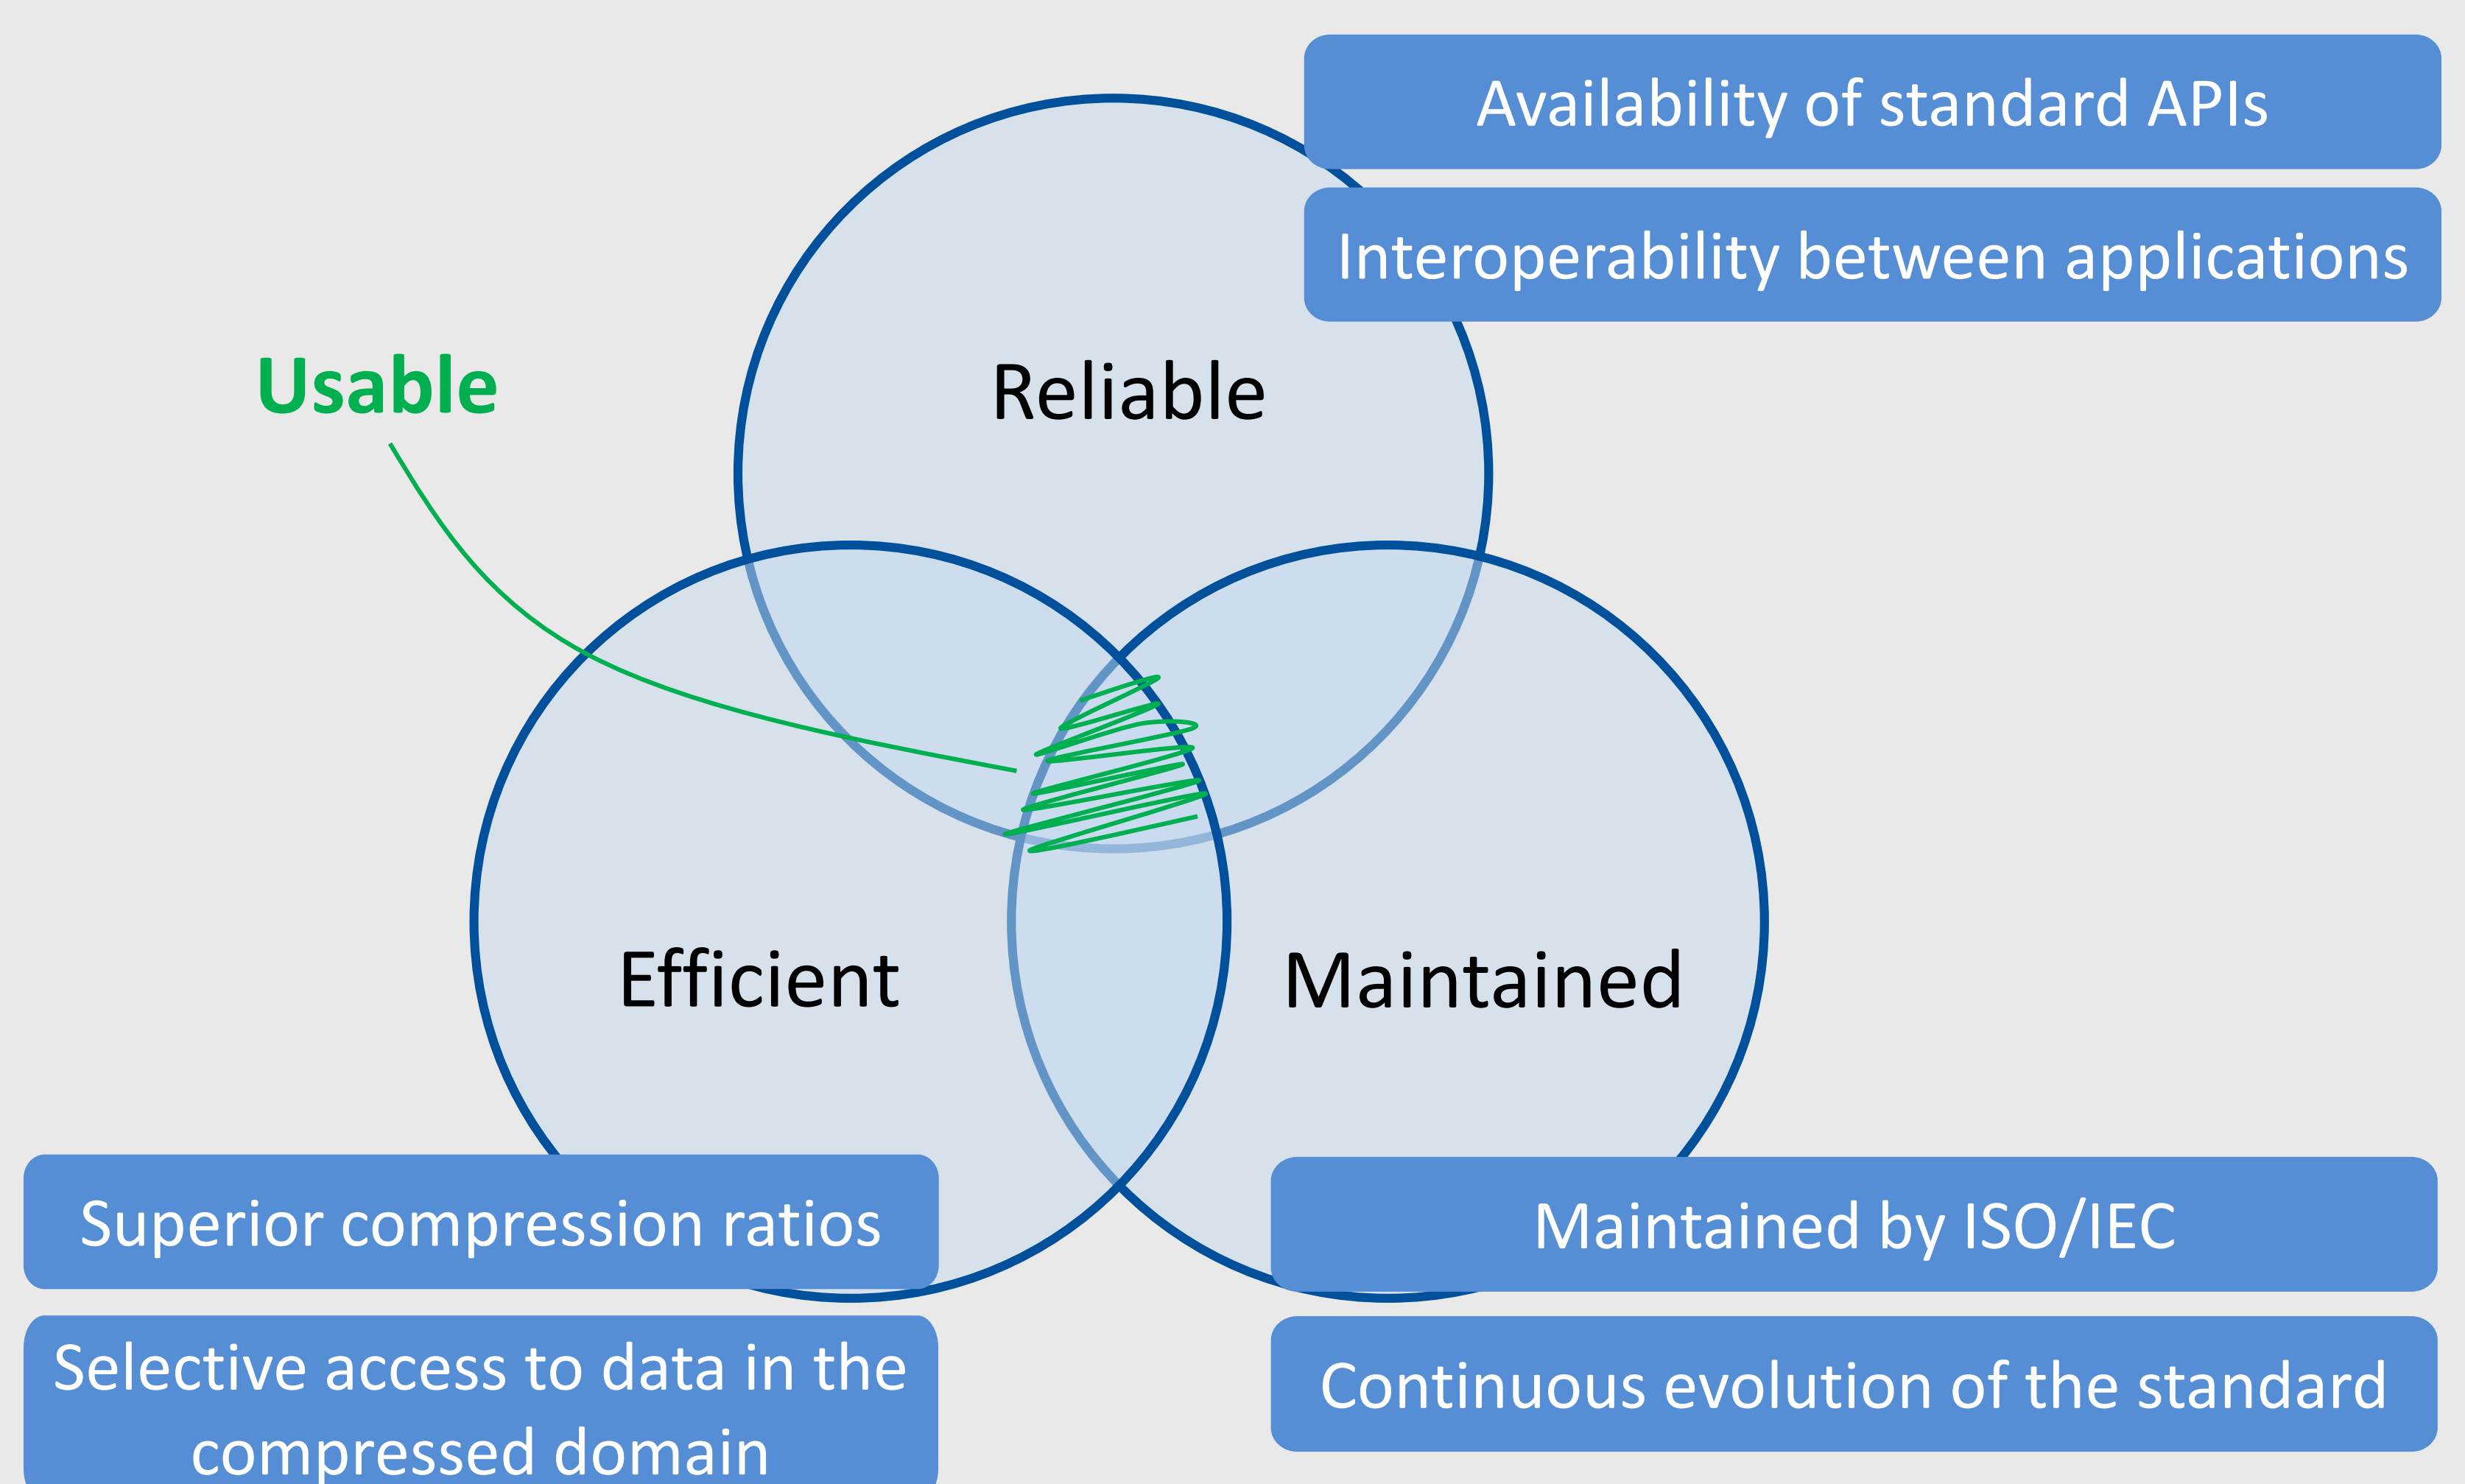 Availability of standard APIs
Interoperability between applications
Usable
Reliable
Efficient
Maintained
Superior compression ratios
Selective access to data in the
compressed domain
Maintained by ISO/IEC
Continuous evolution of the standard